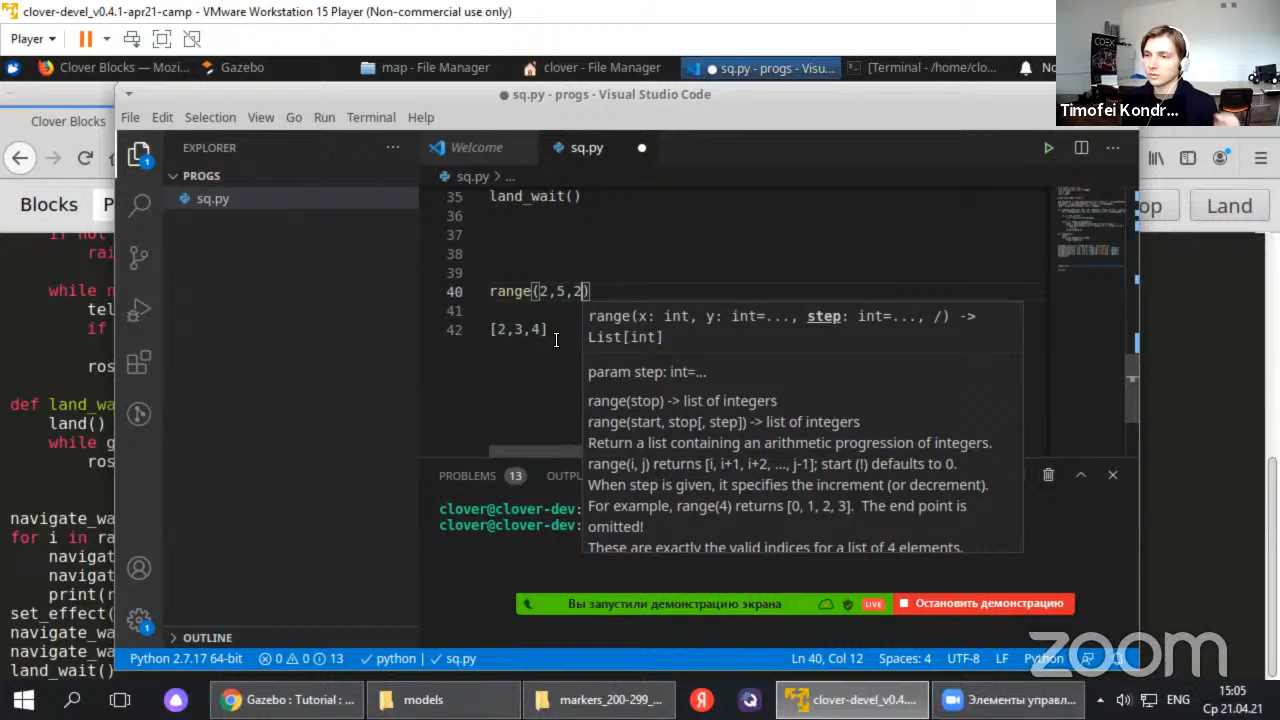 clover-devel_v0.4.1-apr21-camp - VMware Workstation 15 Player (Non-commercial use only)
Player
Clover Blocks — Mozi...
Gazebo
map - File Manager
clover - File Manager
sq.py - progs - Visu...
[Terminal - /home/clo...
COEX
Timofei Kondr...
sq.py - progs - Visual Studio Code
Clover Blocks
File Edit Selection View Go Run Terminal Help
EXPLORER
Welcome
sq.py
PROGS
sq.py > ...
sq.py
Blocks
Land
35 land_wait()
36
37
38
39
40 range(2,5,2)
41
42 [2,3,4]
range(x: int, y: int=..., step: int=..., /) ->
List[int]
param step: int=...
range(stop) -> list of integers
range(start, stop[, step]) -> list of integers
Return a list containing an arithmetic progression of integers.
range(i, j) returns [i, i+1, i+2, ..., j-1]; start (!) defaults to 0.
When step is given, it specifies the increment (or decrement).
For example, range(4) returns [0, 1, 2, 3]. The end point is
omitted!
These are exactly the valid indices for a list of 4 elements.
if not
while
if
def land_
land()
while
for i in
print(
set_effect(
land_wait()
PROBLEMS 13
clover@clover-dev:
clover@clover-dev:
Вы запустили демонстрацию экрана
LIVE
Остановить демонстрацию
OUTLINE
zoom
Python 2.7.17 64-bit 0 0 13 python | sq.py
Ln 40, Col 12 Spaces: 4 UTF-8 LF Python
1
1
Gazebo : Tutorial : ...
models
markers_200-299_...
Я
clover-devel_v0.4....
Элементы управл...
ENG
15:05
Ср 21.04.21